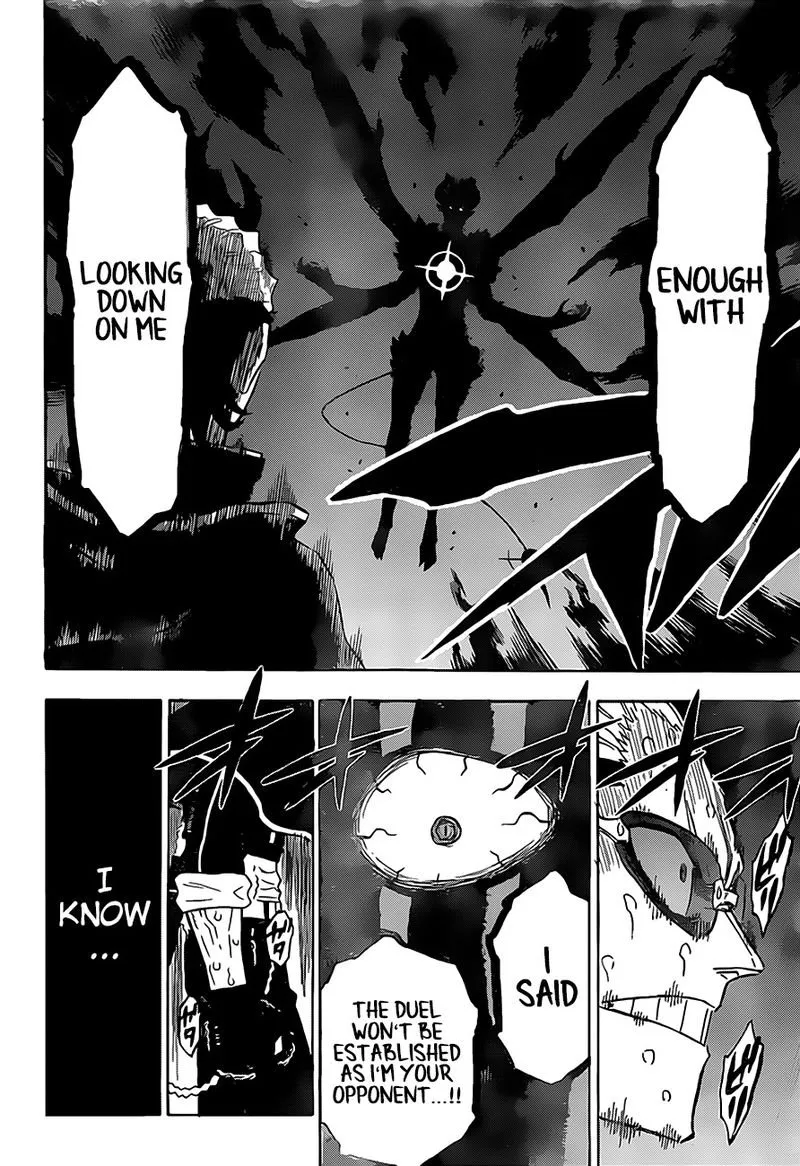 ENOUGH
WITH
LOOKING
DOWN
ON ME
I
SAID
THE DUEL
WON'T BE
ESTABLISHED
AS I'M YOUR
OPPONENT...!!
I
KNOW
...